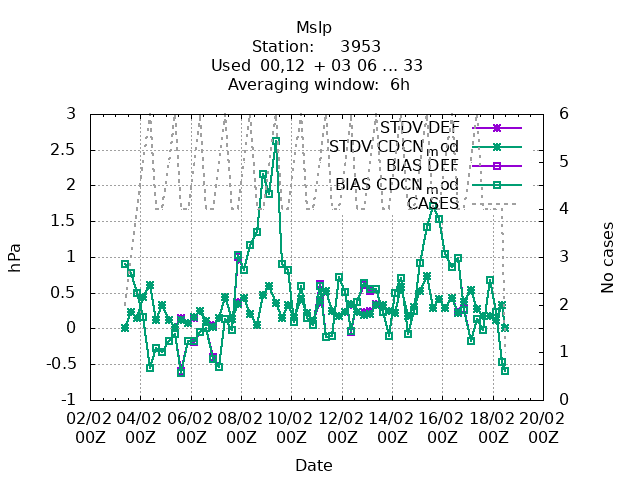 Mslp
Station: 3953
Used 00,12 + 03 06 ... 33
Averaging window: 6h
3
2.5
2
1.5
1
0.5
0
-0.5
-1
hPa
6
5
4
3
2
1
0
No cases
STDV DEF
STDV CDCN_mod
BIAS DEF
BIAS CDCN_mod
CASES
02/02 04/02 06/02 08/02 10/02 12/02 14/02 16/02 18/02 20/02
00Z 00Z 00Z 00Z 00Z 00Z 00Z 00Z 00Z 00Z
Date